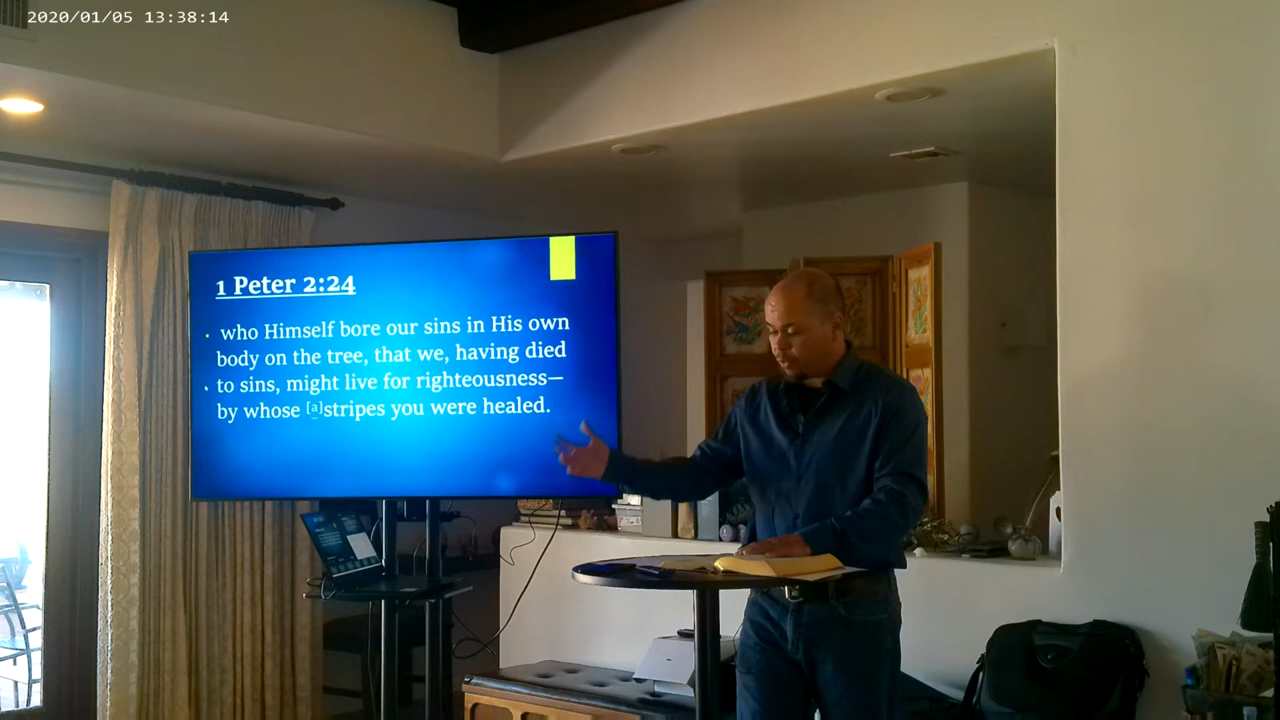 2020/01/05 13:38:14
1 Peter 2:24
· who Himself bore our sins in His own
body on the tree, that we, having died
· to sins, might live for righteousness—
by whose [a]stripes you were healed.